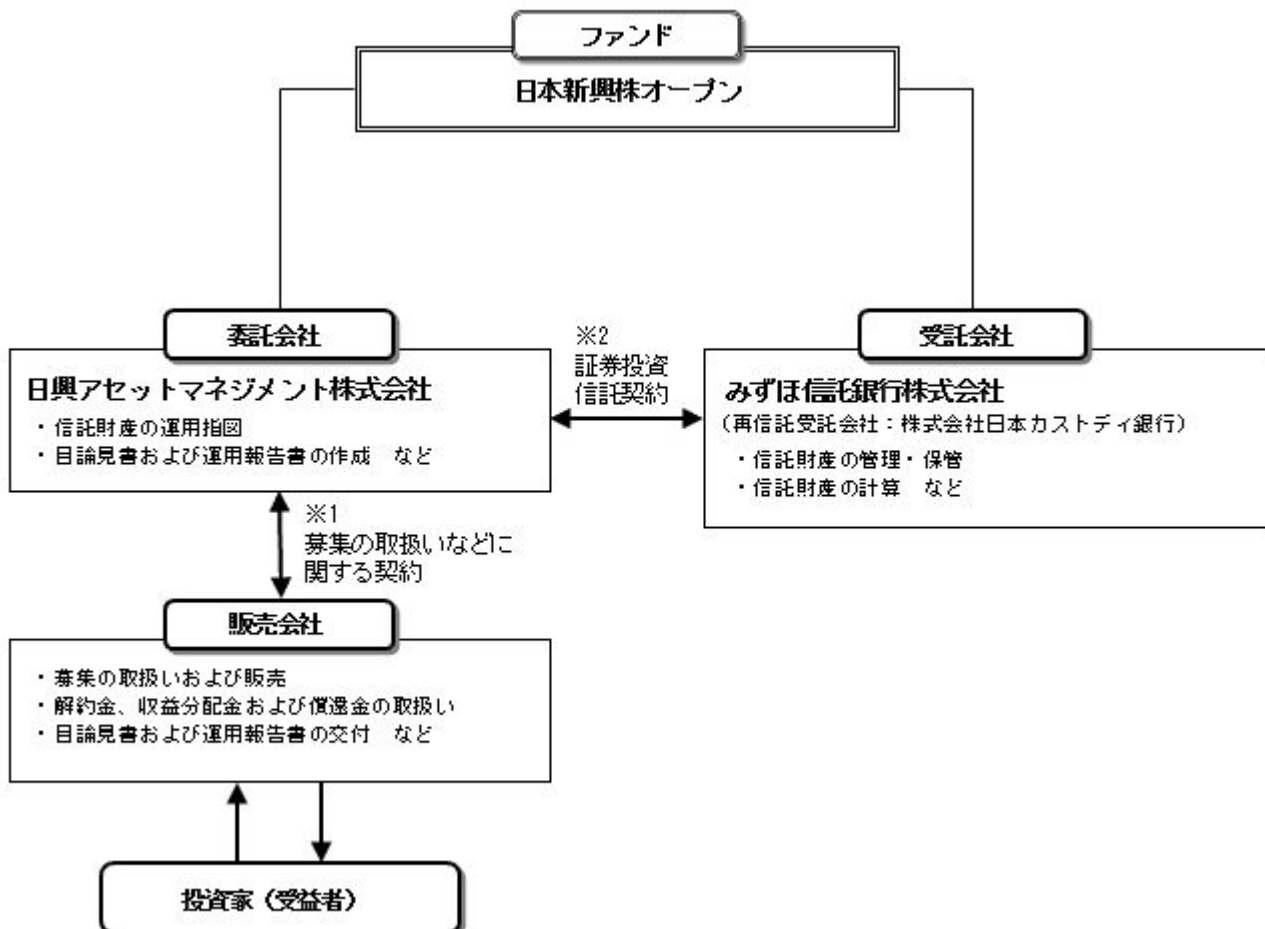 ファンド
日本新興株オープン
委託会社
日興アセットマネジメント株式会社
・信託財産の運用指図
・目論見書および運用報告書の作成　など
※2
証券投資
信託契約
受託会社
みずほ信託銀行株式会社
（再信託受託会社：株式会社日本カストディ銀行）
・信託財産の管理・保管
・信託財産の計算　など
※1
募集の取扱いなどに
関する契約
販売会社
・募集の取扱いおよび販売
・解約金、収益分配金および償還金の取扱い
・目論見書および運用報告書の交付　など
投資家（受益者）